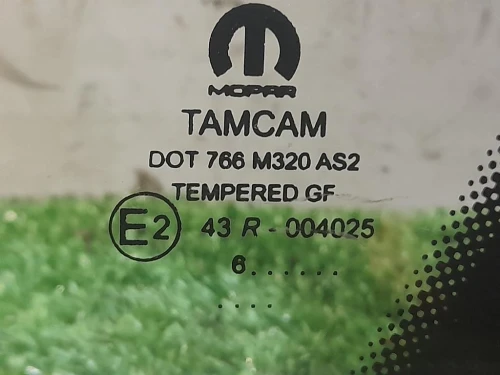 MOPAR
TAMCAM
DOT 766 M320 AS2
TEMPERED GF
E2 43 R - 004025
6......
....